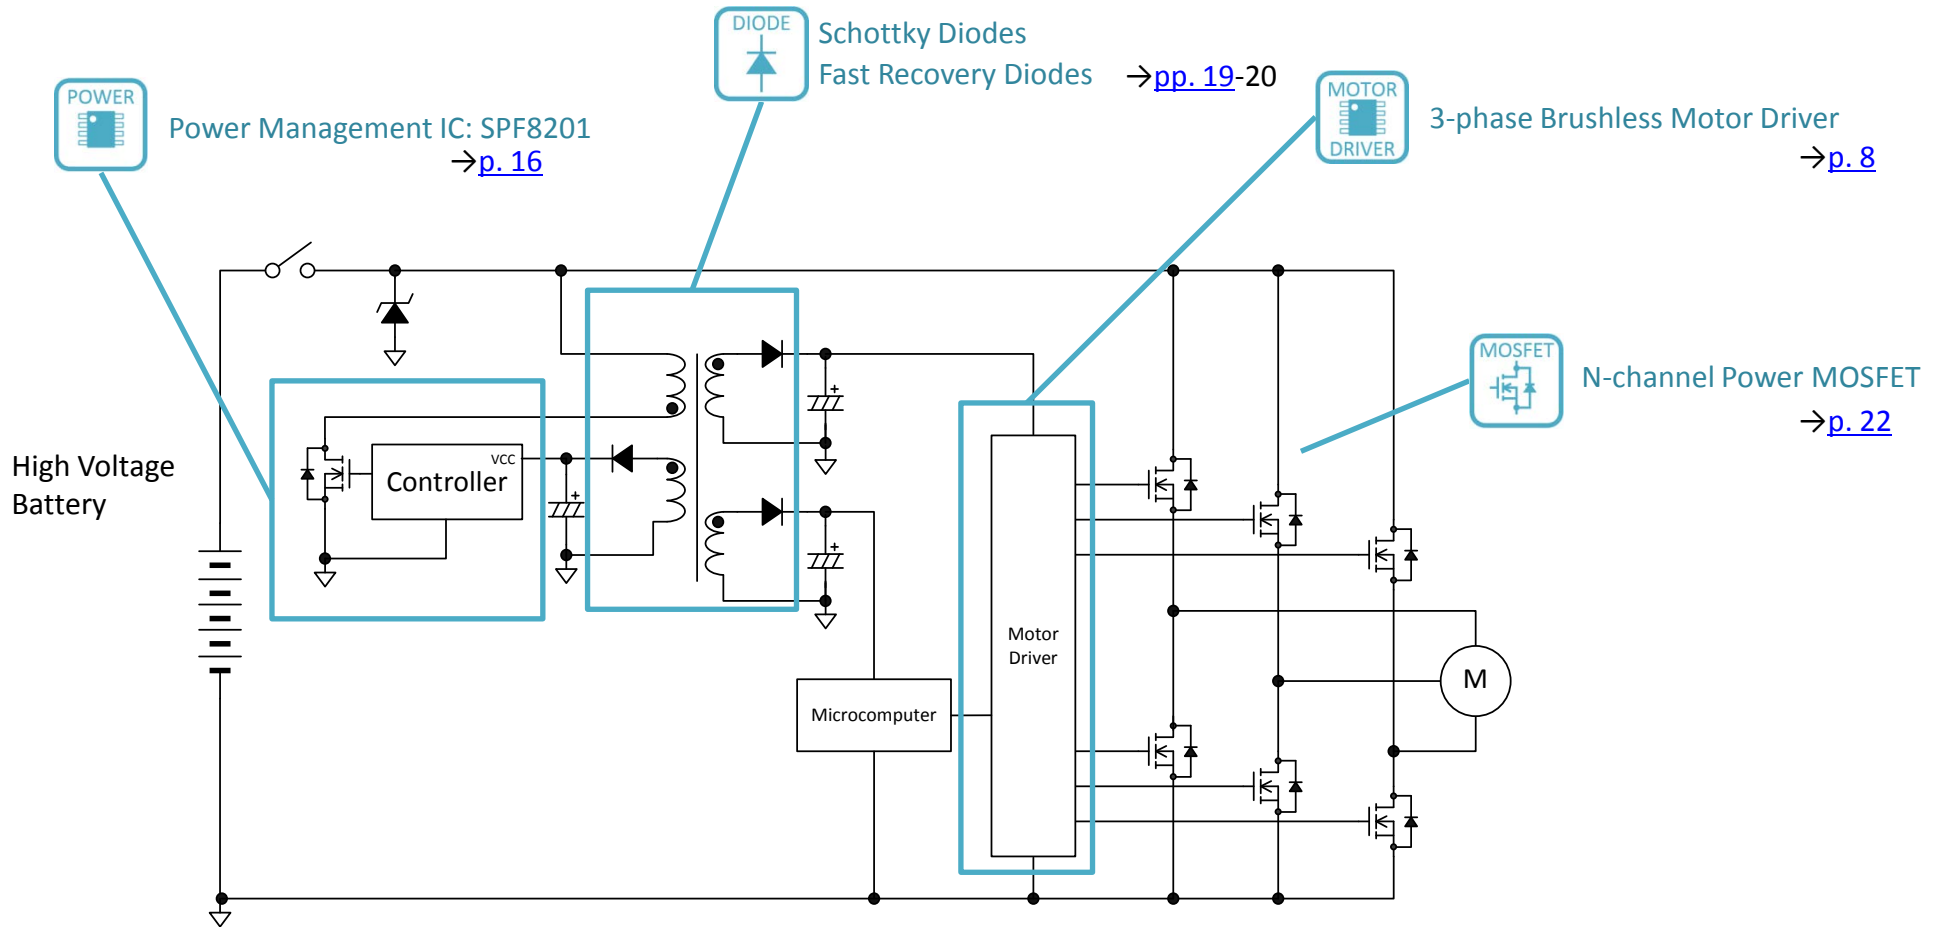 DIODE
Schottky Diodes
Fast Recovery Diodes →pp. 19-20
POWER
Power Management IC: SPF8201
→p. 16
MOTOR
DRIVER
3-phase Brushless Motor Driver
→p. 8
MOSFET
N-channel Power MOSFET
→p. 22
High Voltage
Battery
VCC
Controller
+
+
+
Motor
Driver
Microcomputer
M